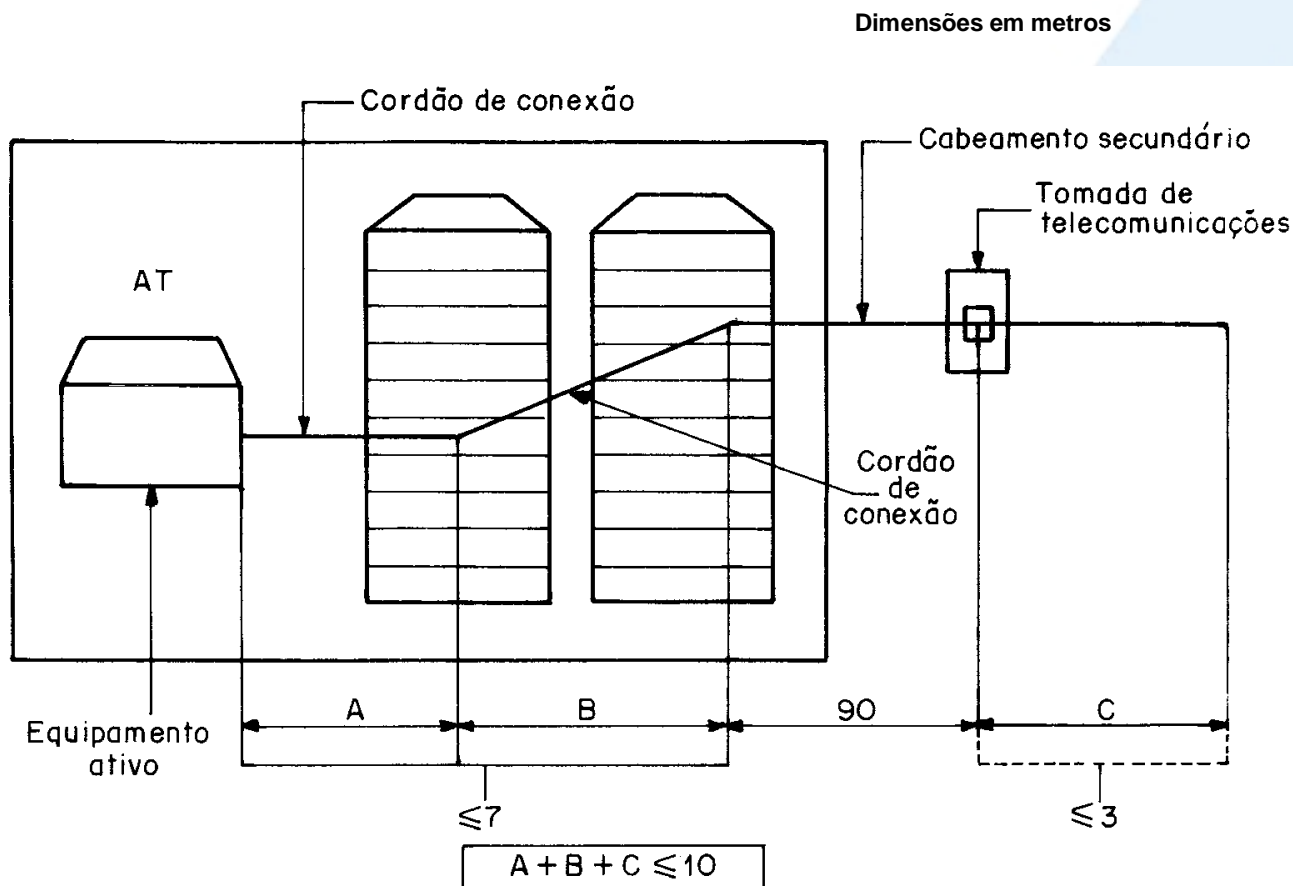 Dimensões em metros
Cordão de conexão
Cabeamento secundário
Tomada de
telecomunicações
AT
Cordão
de
conexão
A
B
90
C
Equipamento
ativo
≤7
≤3
A + B + C ≤ 10